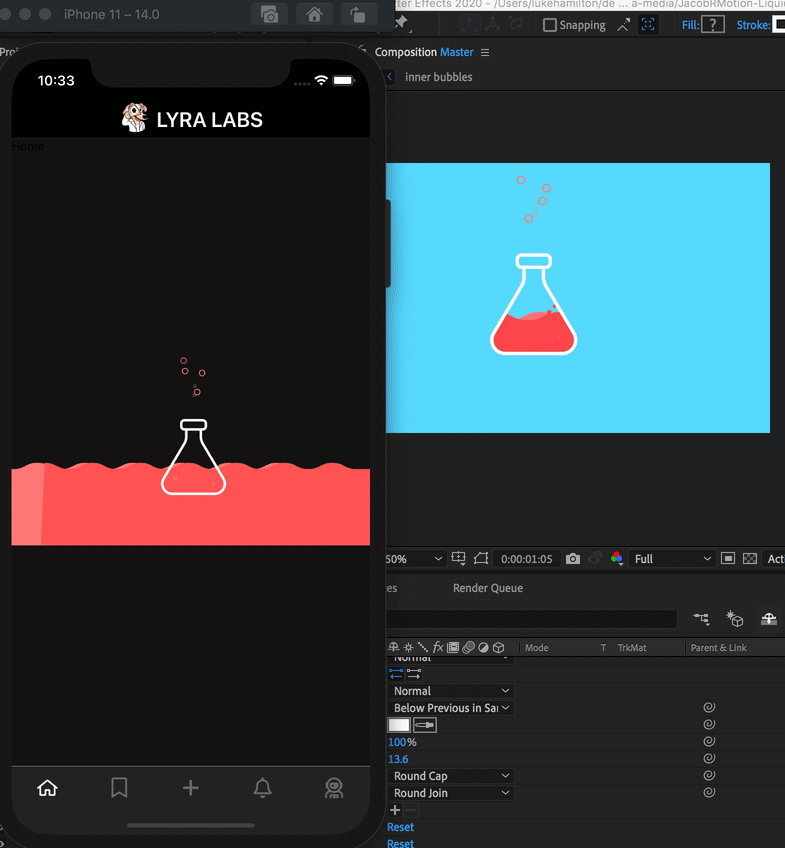 iPhone 11 – 14.0
ter Effects 2020 - /Users/lukehamilton/de ... a-media/JacobRMotion-Liqui
Snapping
Fill: ?
Stroke:
Composition Master
inner bubbles
10:33
LYRA LABS
Home
50%
0:00:01:05
Full
Acti
es
Render Queue
fx
Mode
T
TrkMat
Parent & Link
Normal
Normal
Below Previous in Sa
100%
13.6
Round Cap
Round Join
Reset
Reset